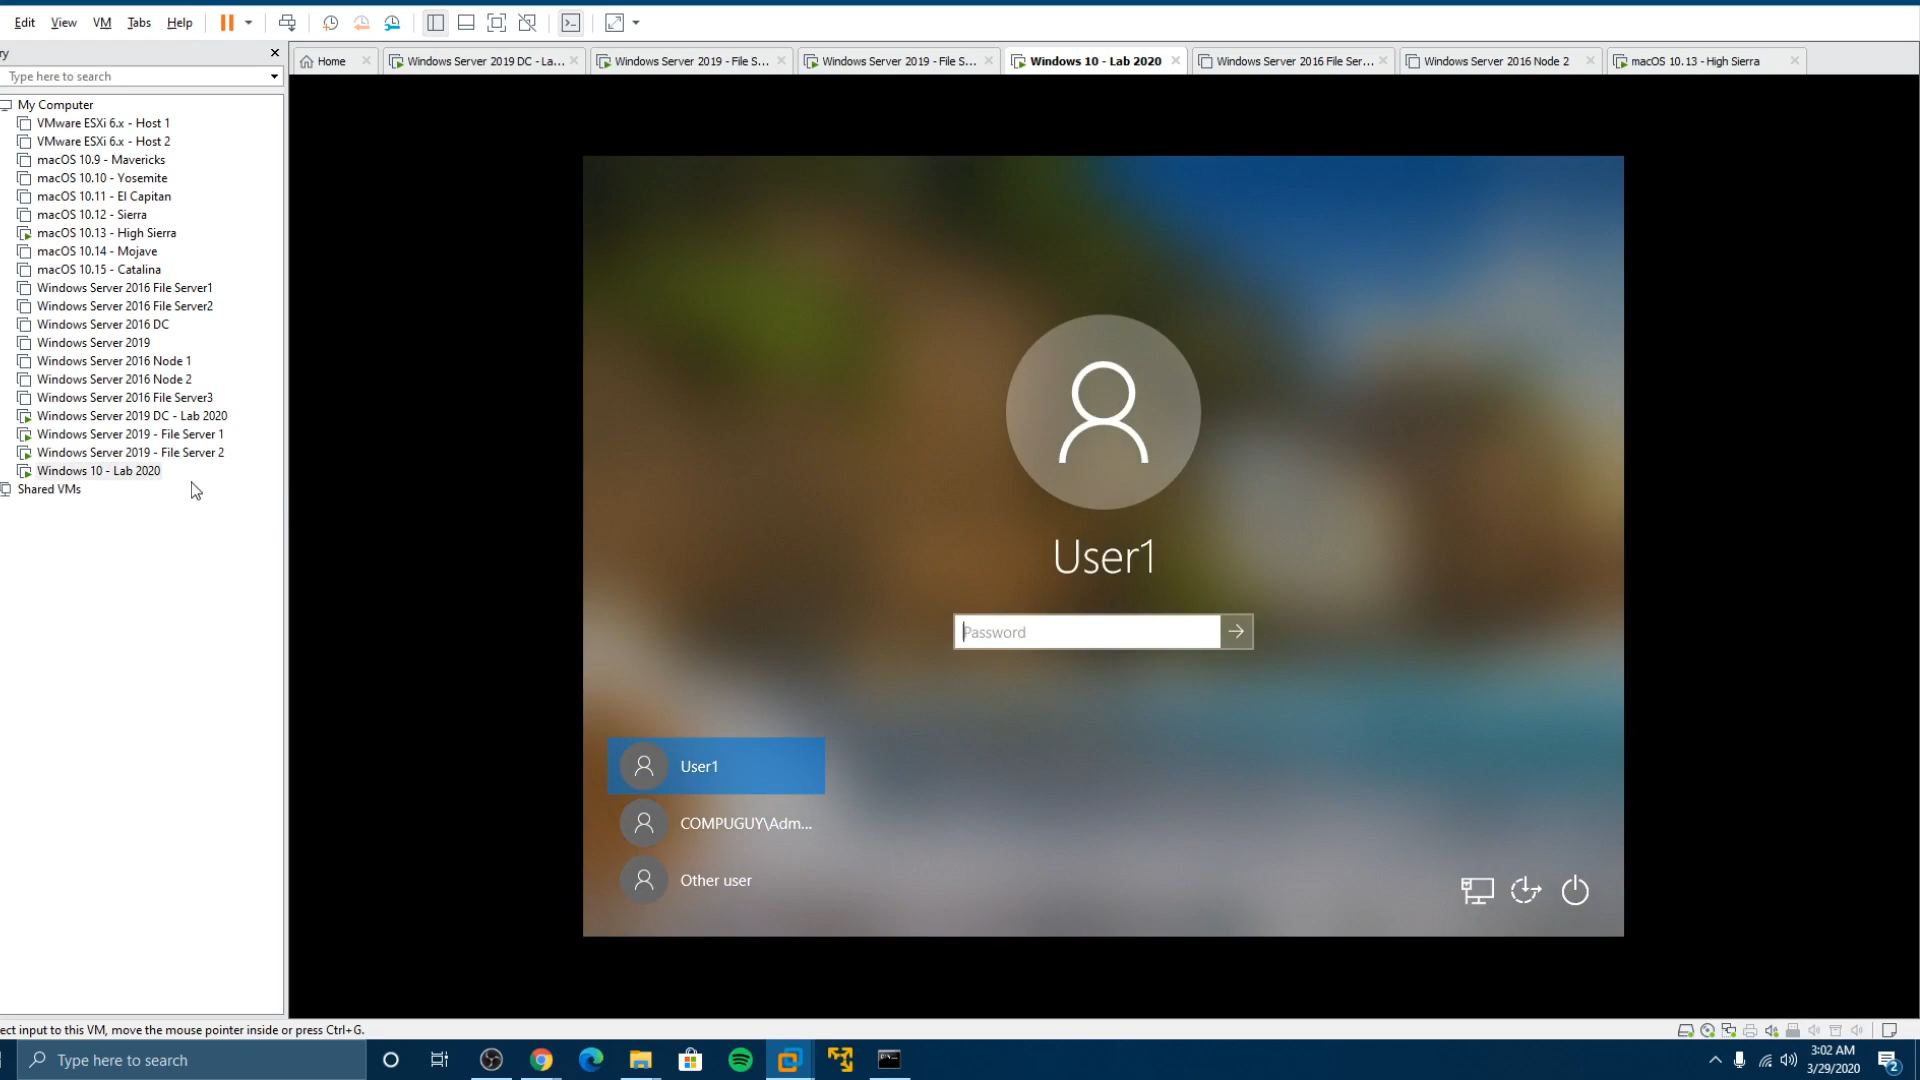 Edit View VM Tabs Help
ry
Type here to search
My Computer
VMware ESXi 6.x - Host 1
VMware ESXi 6.x - Host 2
macOS 10.9 - Mavericks
macOS 10.10 - Yosemite
macOS 10.11 - El Capitan
macOS 10.12 - Sierra
macOS 10.13 - High Sierra
macOS 10.14 - Mojave
macOS 10.15 - Catalina
Windows Server 2016 File Server1
Windows Server 2016 File Server2
Windows Server 2016 DC
Windows Server 2019
Windows Server 2016 Node 1
Windows Server 2016 Node 2
Windows Server 2016 File Server3
Windows Server 2019 DC - Lab 2020
Windows Server 2019 - File Server 1
Windows Server 2019 - File Server 2
Windows 10 - Lab 2020
Shared VMs
Home Windows Server 2019 DC - La... Windows Server 2019 - File S... Windows Server 2019 - File S... Windows 10 - Lab 2020 Windows Server 2016 File Ser... Windows Server 2016 Node 2 macOS 10.13 - High Sierra
User1
Password
User1
COMPUGUY\Adm...
Other user
ect input to this VM, move the mouse pointer inside or press Ctrl+G.
Type here to search
3:02 AM
3/29/2020
2